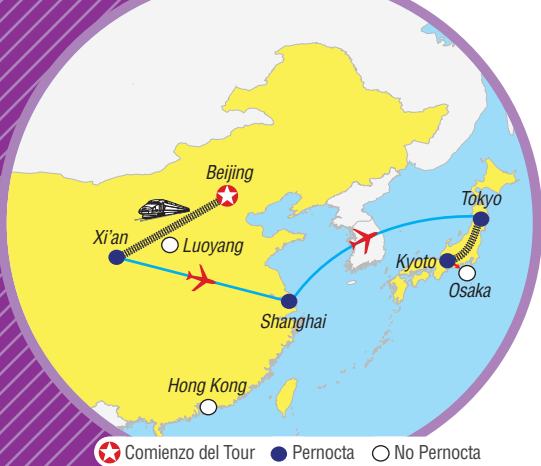 Beijing
Tokyo
Xi'an
Luoyang
Kyoto
Osaka
Shanghai
Hong Kong
Comienzo del Tour Pernocta No Pernocta